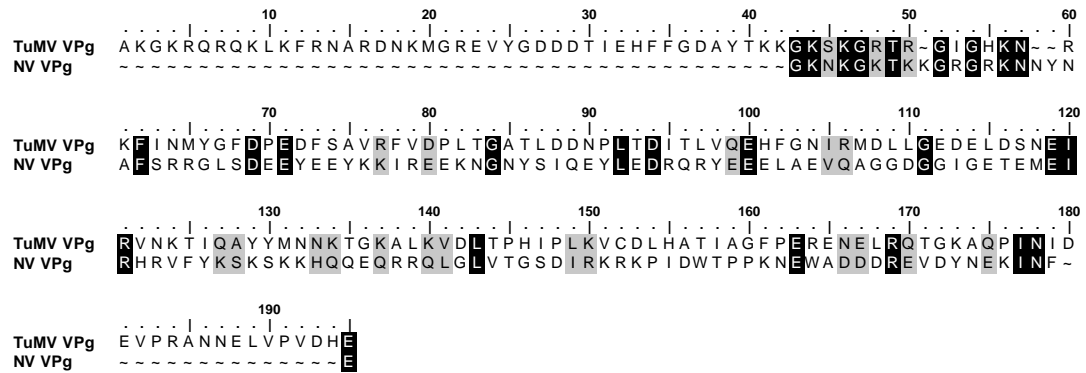 10 20 30 40 50 60
TuMV VPg AKGKRQRQKLKFRNARDNKMGREVYGDDDTIEHFFGDAYTKKGKSKGRTR~GIGHKN~~R
NV VPg ~~~~~~~~~~~~~~~~~~~~~~~~~~~~~~~~~~~~~~~~~~GKNKGKTKKGRGRKNNYN
70 80 90 100 110 120
TuMV VPg KFINMYGFDPEDFSAVRFVDPLTGATLDDNPLTDITLVQEHFGNIRMDLLGEDELDSNEI
NV VPg AFSRRGLSDEEYEEYKKIREEKNGNYSIQEYLEDRQRYEEELAEVQAGGDGGIGETEMEI
130 140 150 160 170 180
TuMV VPg RVNKTIQAYYMNNKTGKALKVDLTPHIPLKVCDLHATIAGFPERENELRQTGKAQPINID
NV VPg RHRVFYKSKSKKHQQEQRRQLGLVTGSDIRKRKPIDWTPPKNEWADDDREVDYNEKINF~
190
TuMV VPg EVPRANNELVPVDHE
NV VPg ~~~~~~~~~~~~~~E